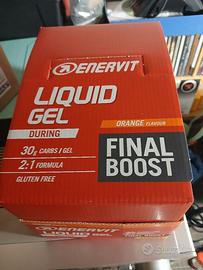 ENERVIT
LIQUID
GEL
DURING
30g CARBS/GEL
2:1 FORMULA
GLUTEN FREE
ORANGE FLAVOUR
FINAL
BOOST
ENERVIT
LIQUID GEL